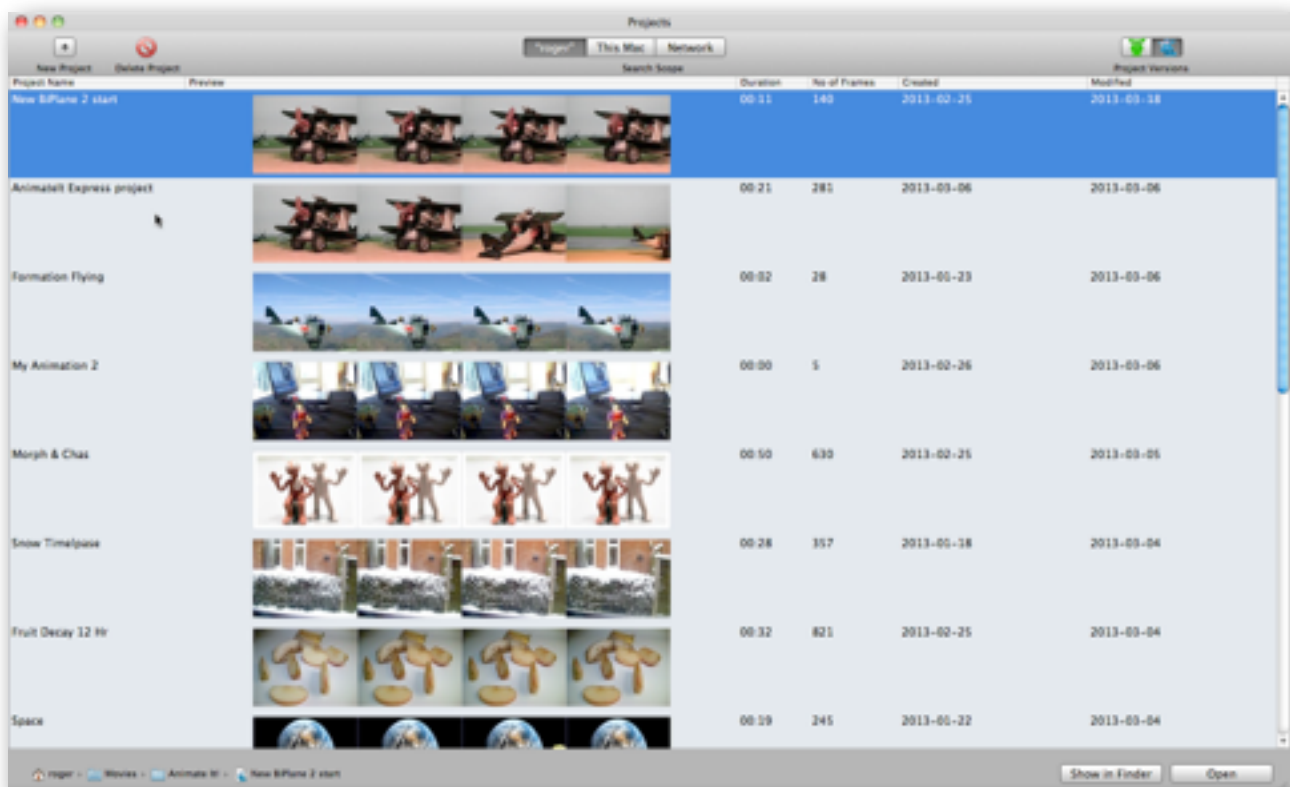 Projects
"roger" This Mac Network
New Project Delete Project Search Scope Project Versions
Project Name Preview Duration No of Frames Created Modified
New BiPlane 2 start 00:11 140 2013-02-25 2013-03-18
AnimateIt Express project 00:21 281 2013-03-06 2013-03-06
Formation Flying 00:02 28 2013-01-23 2013-03-06
My Animation 2 00:00 5 2013-02-26 2013-03-06
Morph & Chas 00:50 630 2013-02-25 2013-03-05
Snow Timelpase 00:28 357 2013-01-18 2013-03-04
Fruit Decay 12 Hr 00:32 821 2013-02-25 2013-03-04
Space 00:19 245 2013-01-22 2013-03-04
roger Movies Animate It! New BiPlane 2 start Show in Finder Open